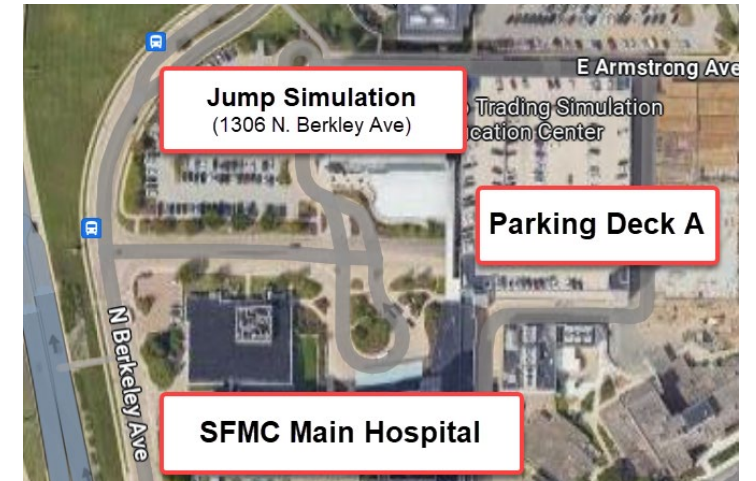 E Armstrong Ave
Jump Simulation
(1306 N. Berkley Ave)
Trading Simulation
cation Center
Parking Deck A
N Berkeley Ave
SFMC Main Hospital